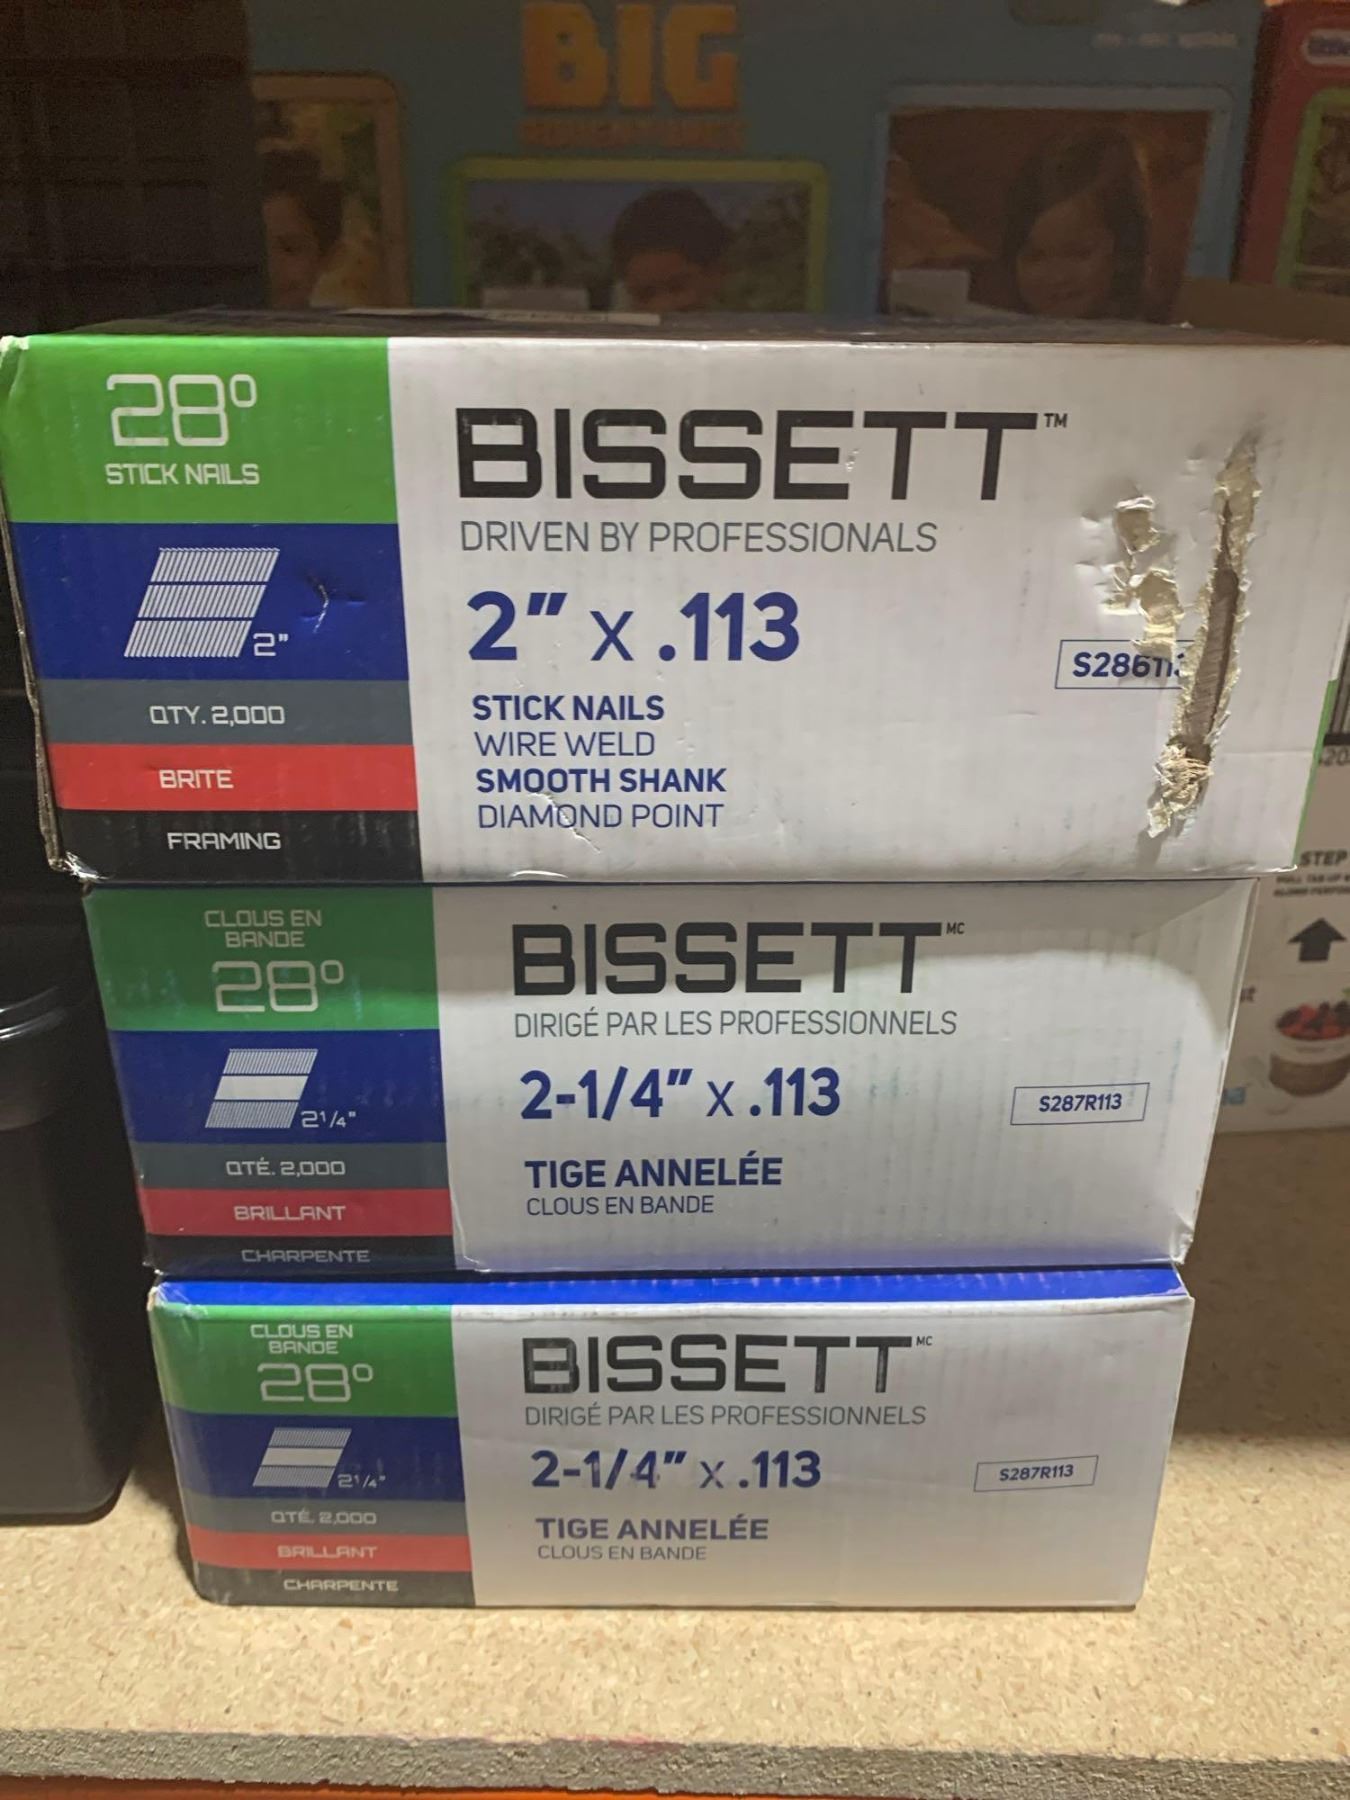 BIG
ADVENTURES
28°
STICK NAILS
2"
QTY. 2,000
BRITE
FRAMING
BISSETT™
DRIVEN BY PROFESSIONALS
2" x .113
STICK NAILS
WIRE WELD
SMOOTH SHANK
DIAMOND POINT
S286113
CLOUS EN
BANDE
28°
2 1/4"
QTÉ. 2,000
BRILLANT
CHARPENTE
BISSETT MC
DIRIGÉ PAR LES PROFESSIONNELS
2-1/4" x .113
TIGE ANNELÉE
CLOUS EN BANDE
S287R113
STEP
CLOUS EN
BANDE
28°
2 1/4"
QTÉ. 2,000
BRILLANT
CHARPENTE
BISSETT MC
DIRIGÉ PAR LES PROFESSIONNELS
2-1/4" x .113
TIGE ANNELÉE
CLOUS EN BANDE
S287R113